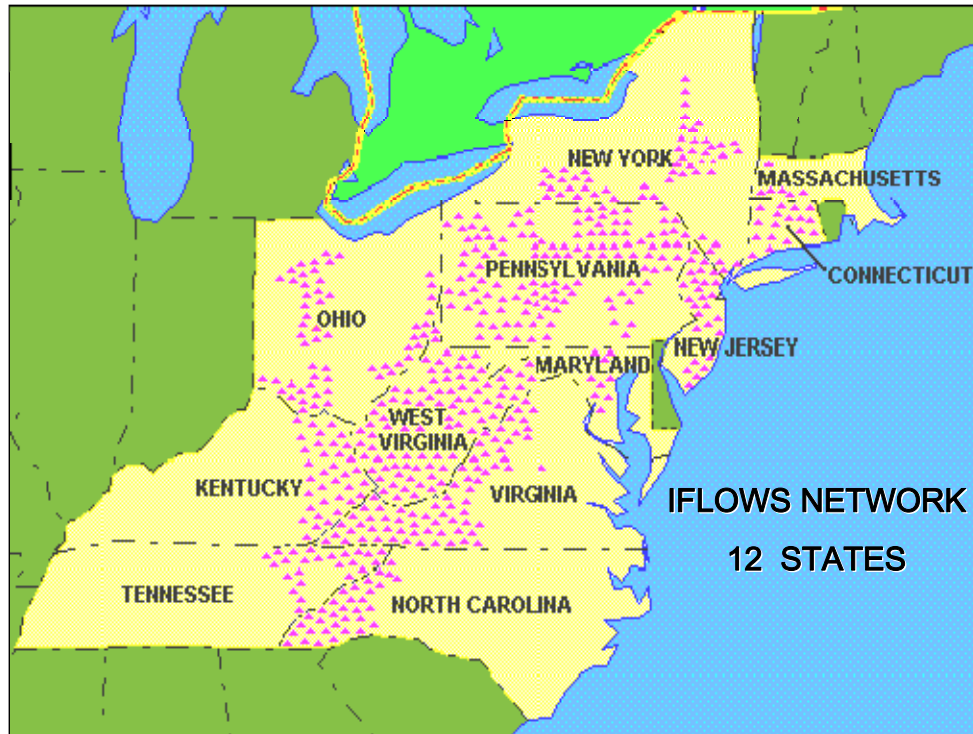 NEW YORK
MASSACHUSETTS
PENNSYLVANIA
CONNECTICUT
OHIO
NEW JERSEY
MARYLAND
WEST
VIRGINIA
KENTUCKY
VIRGINIA
IFLOWS NETWORK
12 STATES
TENNESSEE
NORTH CAROLINA